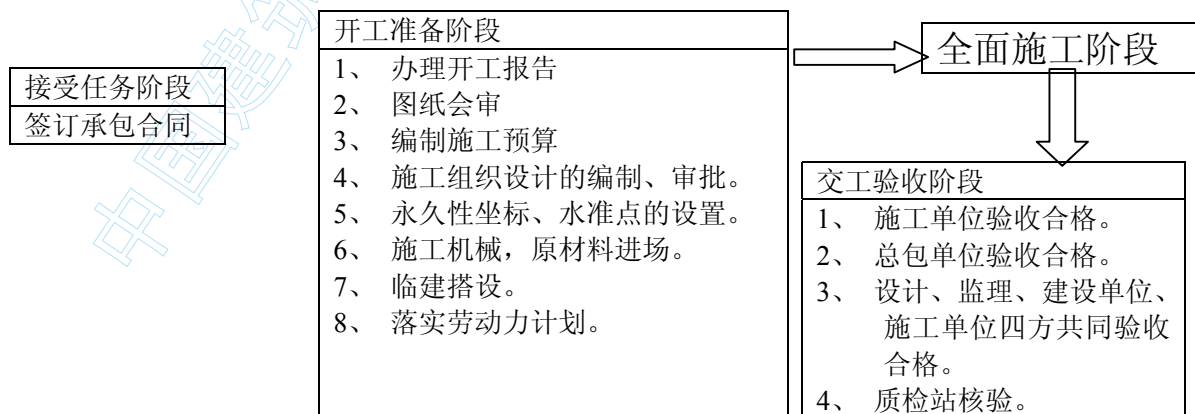 接受任务阶段
签订承包合同
开工准备阶段
1、 办理开工报告
2、 图纸会审
3、 编制施工预算
4、 施工组织设计的编制、审批。
5、 永久性坐标、水准点的设置。
6、 施工机械，原材料进场。
7、 临建搭设。
8、 落实劳动力计划。
全面施工阶段
交工验收阶段
1、 施工单位验收合格。
2、 总包单位验收合格。
3、 设计、监理、建设单位、
施工单位四方共同验收
合格。
4、 质检站核验。
中国建筑